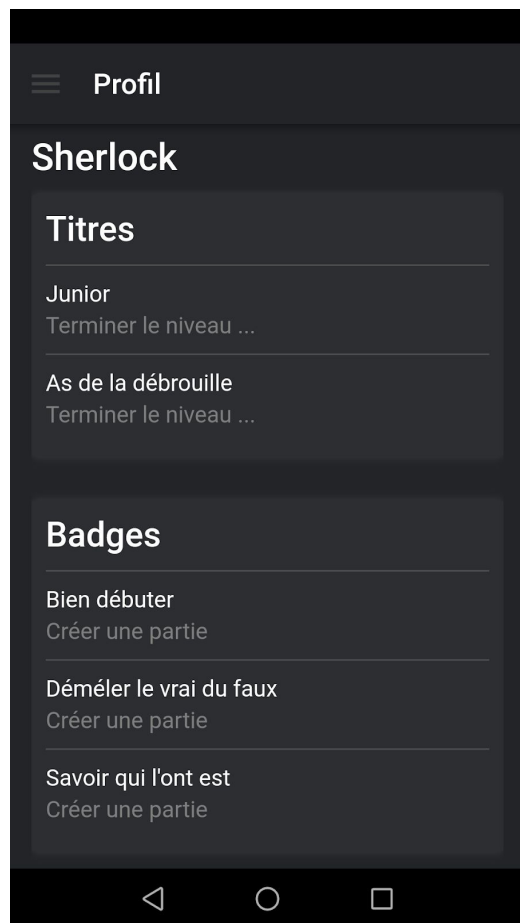 Profil
Sherlock
Titres
Junior
Terminer le niveau ...
As de la débrouille
Terminer le niveau ...
Badges
Bien débuter
Créer une partie
Déméler le vrai du faux
Créer une partie
Savoir qui l'ont est
Créer une partie